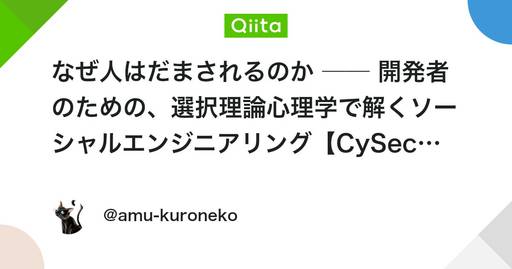 Qiita
なぜ人はだまされるのか ── 開発者
のための、選択理論心理学で解くソー
シャルエンジニアリング【CySec…
@amu-kuroneko